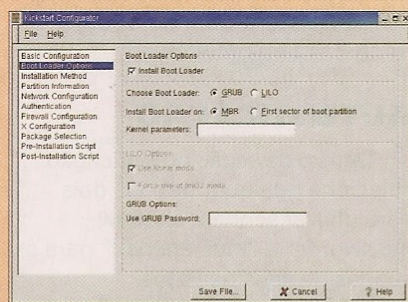 Kickstart Configurator
File Help
Basic Configuration
Boot Loader Options
Installation Method
Partition Information
Network Configuration
Authentication
Firewall Configuration
X Configuration
Package Selection
Pre-Installation Script
Post-Installation Script
Boot Loader Options
Install Boot Loader
Choose Boot Loader: GRUB LILO
Install Boot Loader on: MBR First sector of boot partition
Kernel parameters:
LILO Options:
Use linear mode
Force use of lba32 mode
GRUB Options:
Use GRUB Password:
Save File... Cancel Help